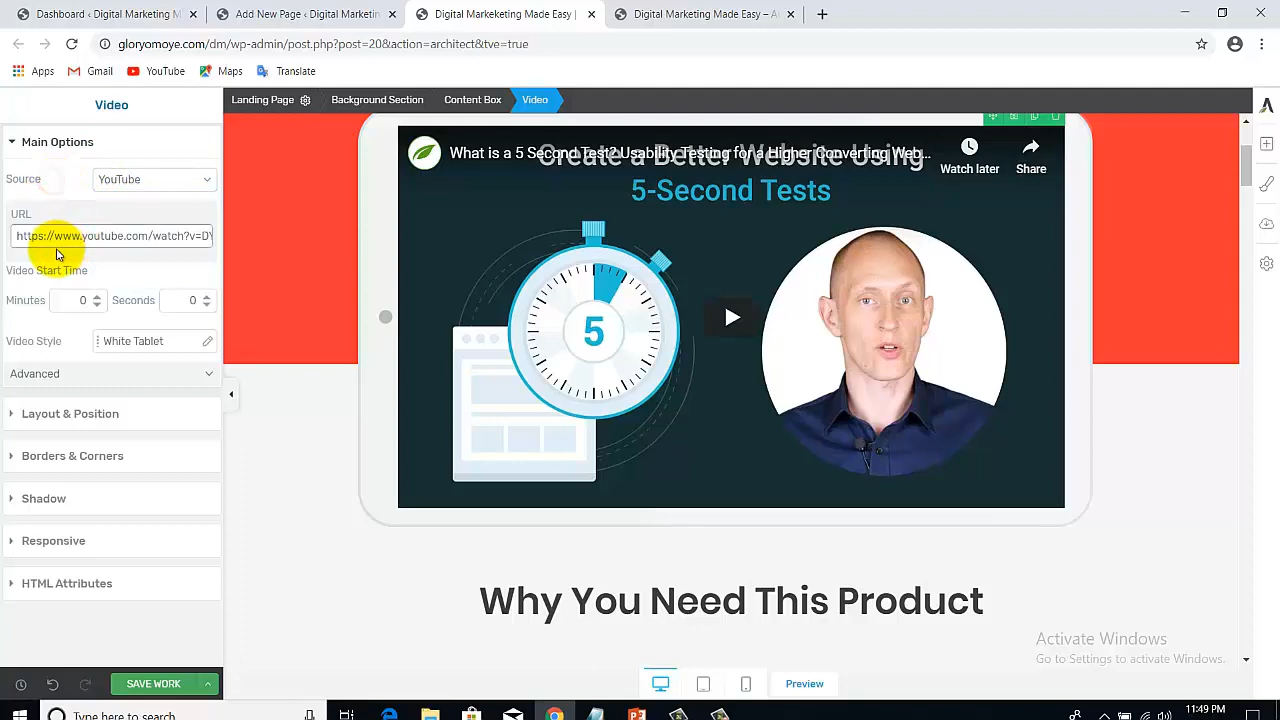 Dashboard ‹ Digital Marketing M
Add New Page ‹ Digital Marketin
Digital Markeketing Made Easy |
Digital Marketing Made Easy – A
gloryomoye.com/dm/wp-admin/post.php?post=20&action=architect&tve=true
Apps
Gmail
YouTube
Maps
Translate
Video
Landing Page
Background Section
Content Box
Video
Main Options
Source
YouTube
URL
https://www.youtube.com/watch?v=D
Video Start Time
Minutes 0 Seconds 0
Video Style
White Tablet
Advanced
Layout & Position
Borders & Corners
Shadow
Responsive
HTML Attributes
SAVE WORK
What is a 5 Second Test? Usability Testing for a Higher Converting Web...
Create a Better Website Using
5-Second Tests
Watch later
Share
5
Why You Need This Product
Activate Windows
Go to Settings to activate Windows.
Preview
Type here to search
11:49 PM